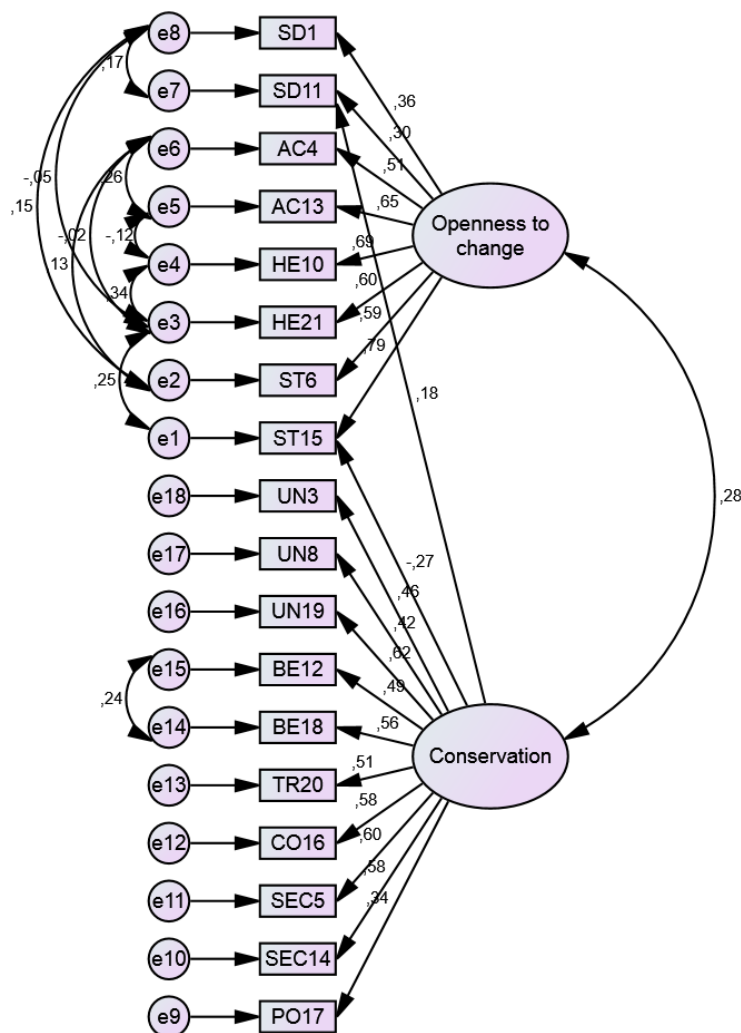 e8
SD1
,17
,36
e7
SD11
,30
e6
AC4
,51
-,05
,26
,15
e5
AC13
,65
Openness to
change
-,02
-,12
e4
HE10
,69
,13
,34
e3
HE21
,60
,59
e2
ST6
,79
,25
,18
e1
ST15
e18
UN3
,28
e17
UN8
-,27
,46
e16
UN19
,42
,62
e15
BE12
,49
,24
e14
BE18
,56
Conservation
,51
e13
TR20
,58
e12
CO16
,60
,58
e11
SEC5
,34
e10
SEC14
e9
PO17